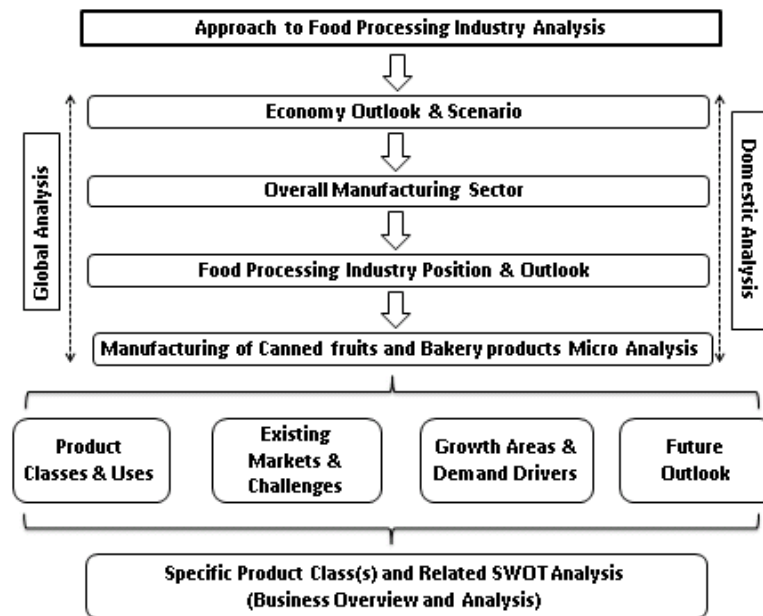 Approach to Food Processing Industry Analysis
Economy Outlook & Scenario
Global Analysis
Domestic Analysis
Overall Manufacturing Sector
Food Processing Industry Position & Outlook
Manufacturing of Canned fruits and Bakery products Micro Analysis
Product
Classes & Uses
Existing
Markets &
Challenges
Growth Areas &
Demand Drivers
Future
Outlook
Specific Product Class(s) and Related SWOT Analysis
(Business Overview and Analysis)